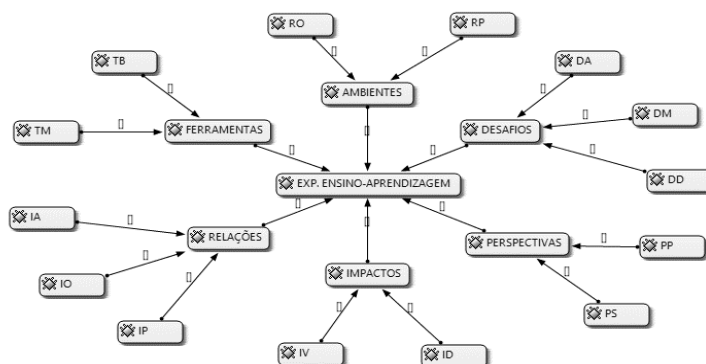 RO
RP
TB
DA
AMBIENTES
DM
TM
FERRAMENTAS
DESAFIOS
DD
EXP. ENSINO-APRENDIZAGEM
IA
RELAÇÕES
PERSPECTIVAS
PP
IO
IMPACTOS
PS
IP
IV
ID